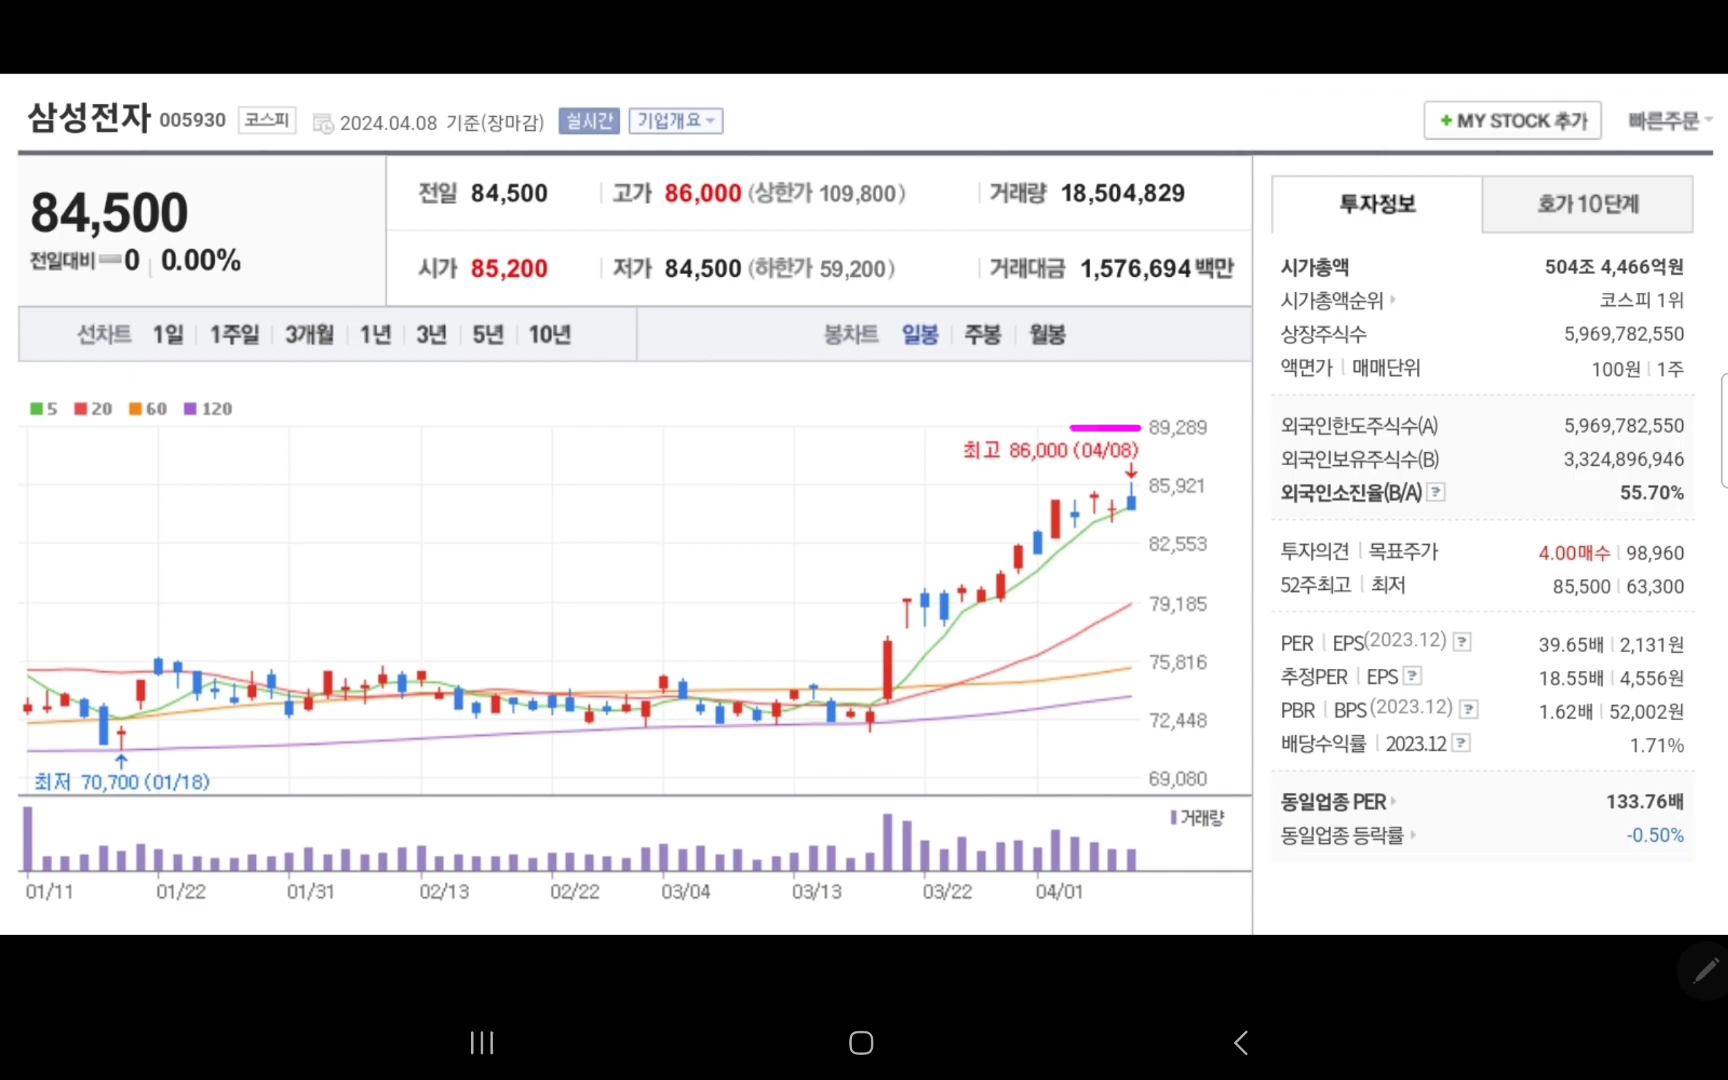 삼성전자 005930 코스피 2024.04.08 기준(장마감) 실시간 기업개요
+ MY STOCK 추가 빠른주문
84,500
전일대비 0 0.00%
전일 84,500 고가 86,000 (상한가 109,800) 거래량 18,504,829
시가 85,200 저가 84,500 (하한가 59,200) 거래대금 1,576,694 백만
선차트 1일 1주일 3개월 1년 3년 5년 10년 봉차트 일봉 주봉 월봉
5 20 60 120
89,289
최고 86,000 (04/08)
85,921
82,553
79,185
75,816
72,448
69,080
최저 70,700 (01/18)
거래량
01/11 01/22 01/31 02/13 02/22 03/04 03/13 03/22 04/01
투자정보 호가 10단계
시가총액 504조 4,466억원
시가총액순위 코스피 1위
상장주식수 5,969,782,550
액면가 매매단위 100원 1주
외국인한도주식수(A) 5,969,782,550
외국인보유주식수(B) 3,324,896,946
외국인소진율(B/A) ? 55.70%
투자의견 목표주가 4.00매수 98,960
52주최고 최저 85,500 63,300
PER EPS(2023.12) ? 39.65배 2,131원
추정PER EPS ? 18.55배 4,556원
PBR BPS (2023.12) ? 1.62배 52,002원
배당수익률 2023.12 ? 1.71%
동일업종 PER 133.76배
동일업종 등락률 -0.50%